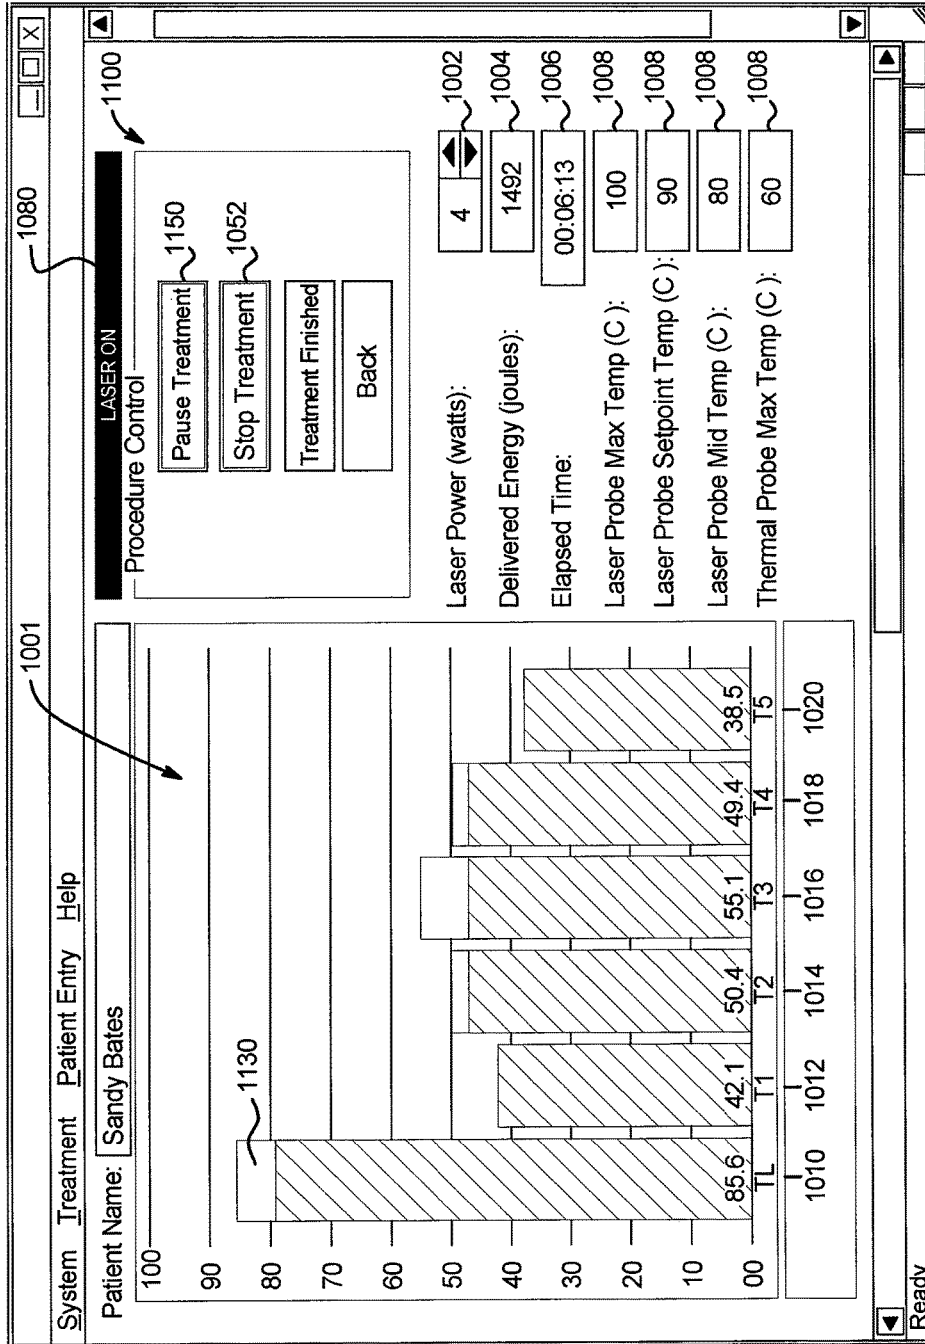 1001
1080
X
System Treatment Patient Entry Help
Patient Name: Sandy Bates
LASER ON
1100
Procedure Control
Pause Treatment
1150
Stop Treatment
1052
Treatment Finished
Back
100
90
80
70
60
50
40
30
20
10
00
1130
85.6
42.1
50.4
55.1
49.4
38.5
TL
T1
T2
T3
T4
T5
1010
1012
1014
1016
1018
1020
Laser Power (watts): 4 1002
Delivered Energy (joules): 1492 1004
Elapsed Time: 00:06:13 1006
Laser Probe Max Temp (C ): 100 1008
Laser Probe Setpoint Temp (C ): 90 1008
Laser Probe Mid Temp (C ): 80 1008
Thermal Probe Max Temp (C ): 60 1008
Ready